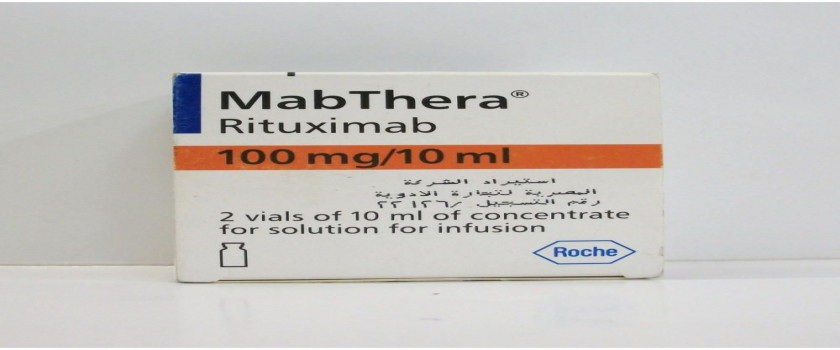 MabThera®
Rituximab
100 mg/10 ml
استيراد الشركة
المصرية لتجارة الادوية
رقم التسجيل /٢٢١٢٦
2 vials of 10 ml of concentrate
for solution for infusion
Roche